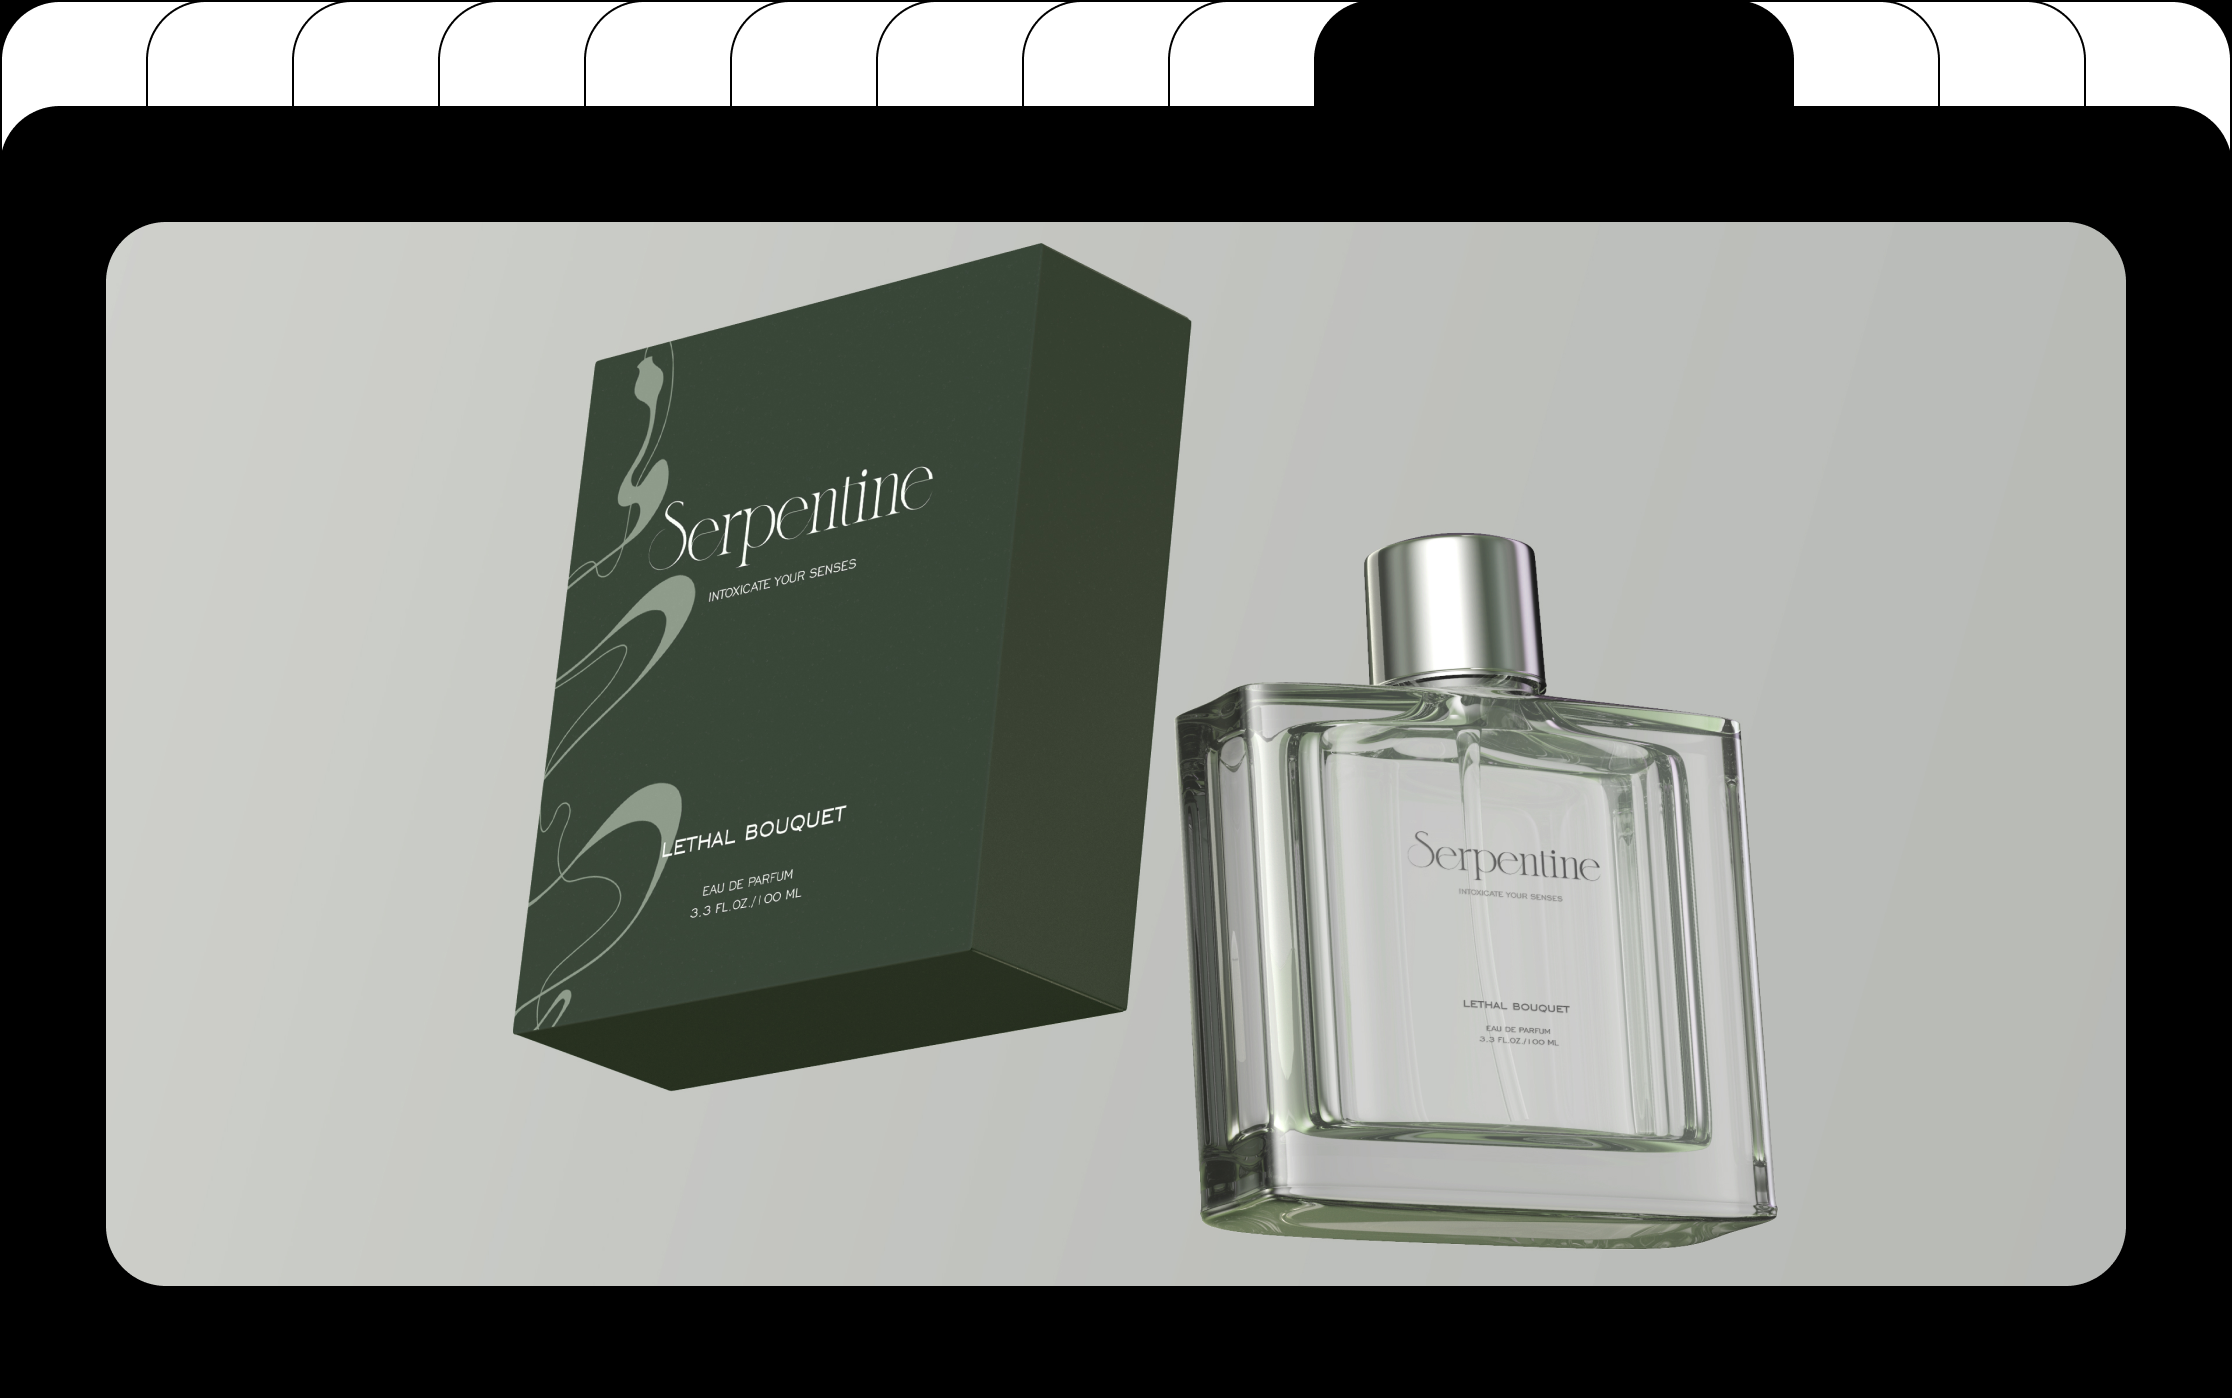 Serpentine
INTOXICATE YOUR SENSES
LETHAL BOUQUET
EAU DE PARFUM
3.3 FL.OZ./100 ML
Serpentine
INTOXICATE YOUR SENSES
LETHAL BOUQUET
EAU DE PARFUM
3.3 FL.OZ./100 ML